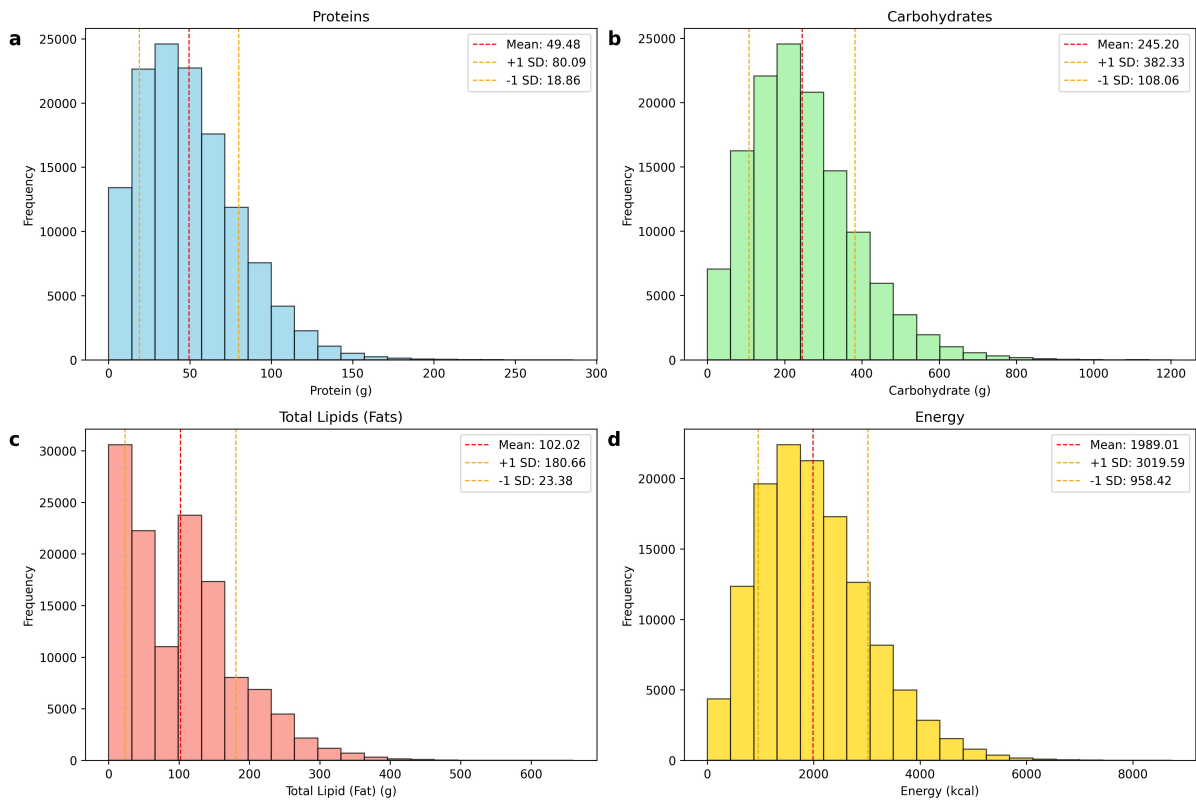 a
Proteins
Mean: 49.48
+1 SD: 80.09
-1 SD: 18.86
Frequency
25000
20000
15000
10000
5000
0
0 50 100 150 200 250 300
Protein (g)
b
Carbohydrates
Mean: 245.20
+1 SD: 382.33
-1 SD: 108.06
Frequency
25000
20000
15000
10000
5000
0
0 200 400 600 800 1000 1200
Carbohydrate (g)
c
Total Lipids (Fats)
Mean: 102.02
+1 SD: 180.66
-1 SD: 23.38
Frequency
30000
25000
20000
15000
10000
5000
0
0 100 200 300 400 500 600
Total Lipid (Fat) (g)
d
Energy
Mean: 1989.01
+1 SD: 3019.59
-1 SD: 958.42
Frequency
20000
15000
10000
5000
0
0 2000 4000 6000 8000
Energy (kcal)